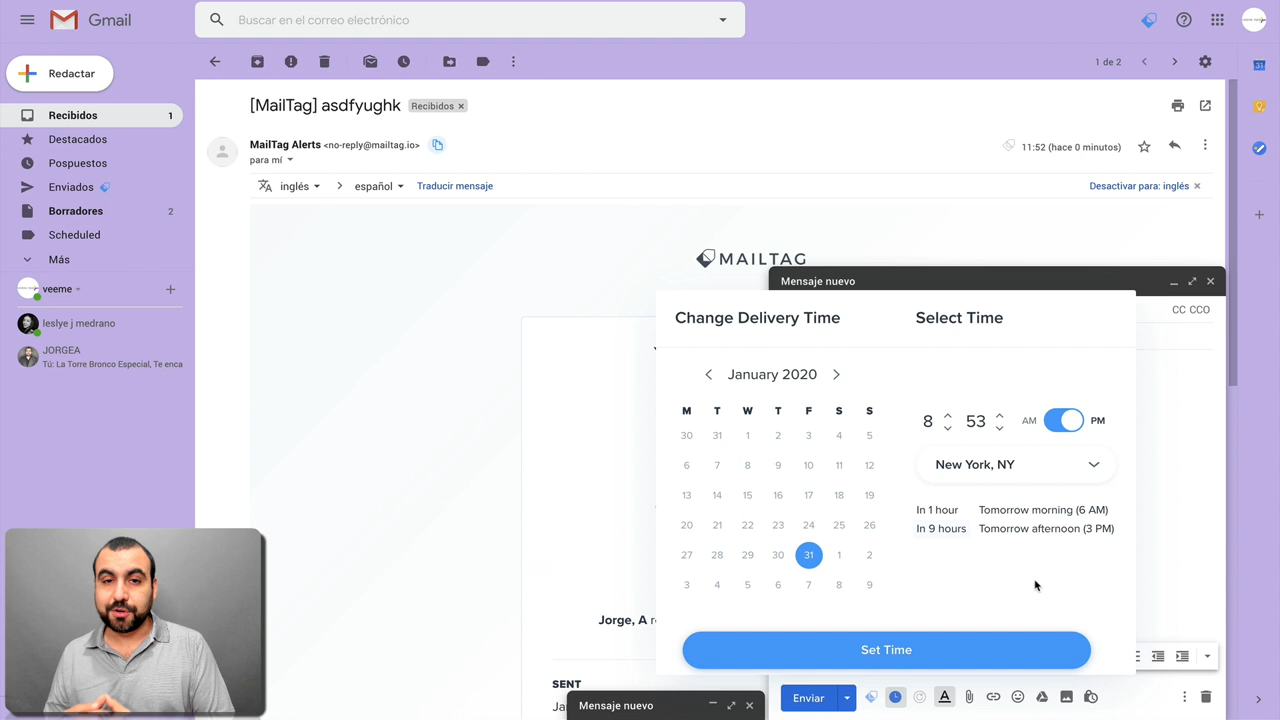 Gmail
Buscar en el correo electrónico
Redactar
1 de 2
Recibidos 1
Destacados
Pospuestos
Enviados
Borradores 2
Scheduled
Más
veeme
leslye j medrano
JORGEA
Tú: La Torre Bronco Especial, Te enca
[MailTag] asdfyughk Recibidos x
MailTag Alerts <no-reply@mailtag.io>
11:52 (hace 0 minutos)
para mí
inglés > español Traducir mensaje
Desactivar para: inglés x
MAILTAG
Mensaje nuevo
CC CCO
Change Delivery Time
Select Time
January 2020
M T W T F S S
30 31 1 2 3 4 5
6 7 8 9 10 11 12
13 14 15 16 17 18 19
20 21 22 23 24 25 26
27 28 29 30 31 1 2
3 4 5 6 7 8 9
8 53 AM PM
New York, NY
In 1 hour Tomorrow morning (6 AM)
In 9 hours Tomorrow afternoon (3 PM)
Set Time
Jorge, A re
SENT
Jan
Mensaje nuevo
Enviar
31